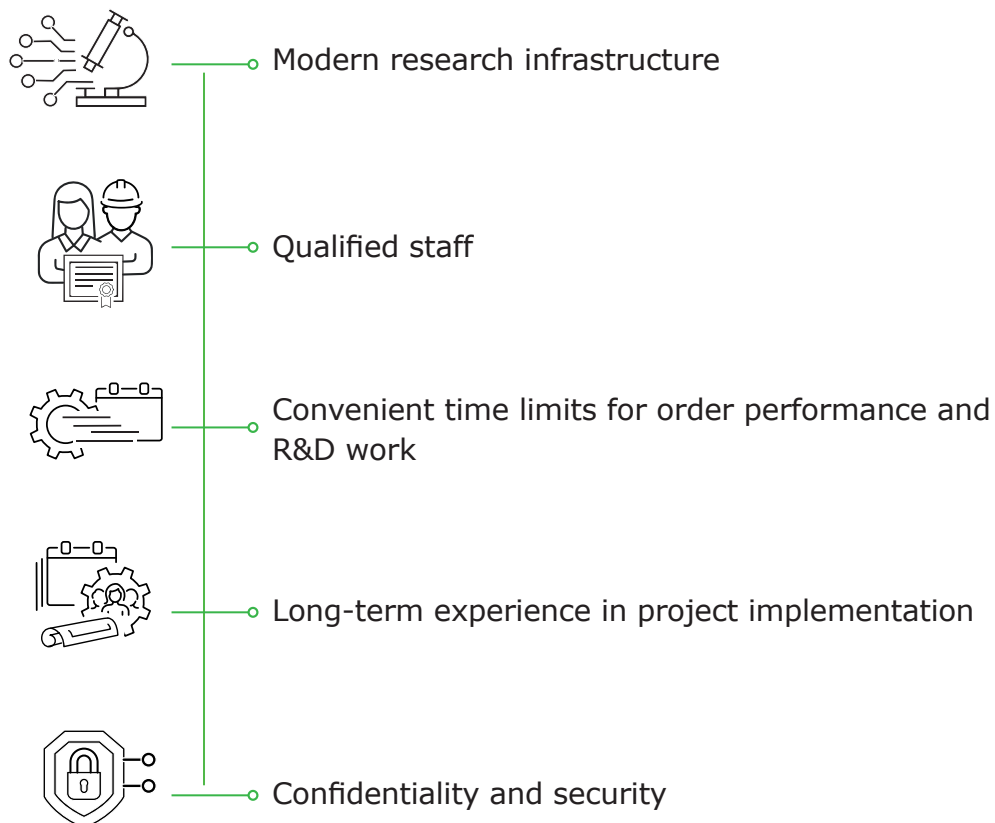 Modern research infrastructure
Qualified staff
Convenient time limits for order performance and
R&D work
Long-term experience in project implementation
Confidentiality and security